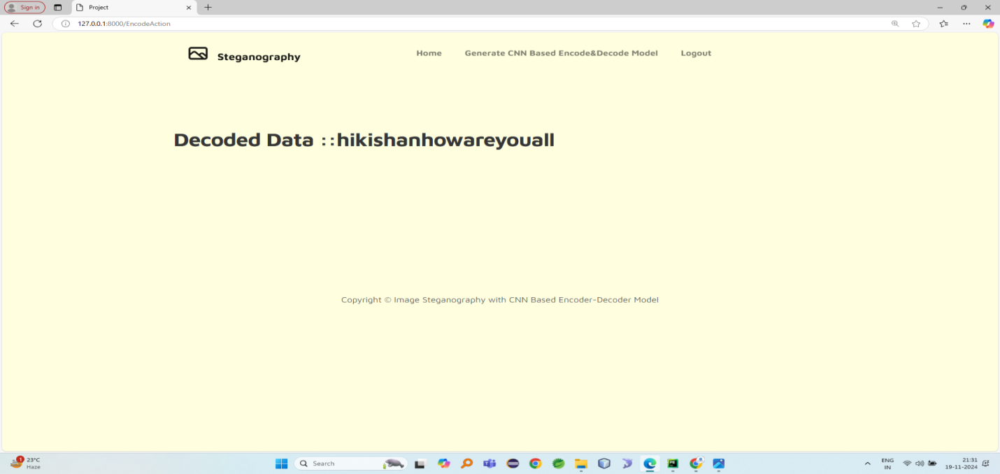 Sign in
Project
127.0.0.1:8000/EncodeAction
Steganography
Home
Generate CNN Based Encode&Decode Model
Logout
Decoded Data ::hikishanhowareyouall
Copyright © Image Steganography with CNN Based Encoder-Decoder Model
1
23°C
Haze
Search
ENG
IN
21:31
19-11-2024